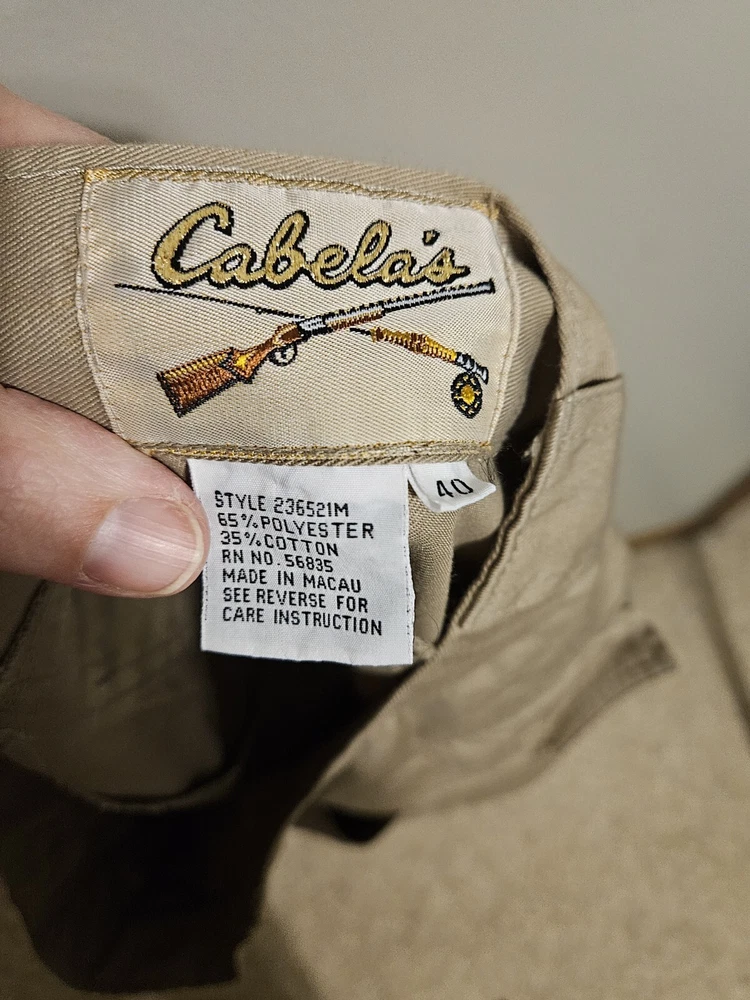 Cabela's
40
STYLE 236521M
65%POLYESTER
35%COTTON
RN NO.56835
MADE IN MACAU
SEE REVERSE FOR
CARE INSTRUCTION